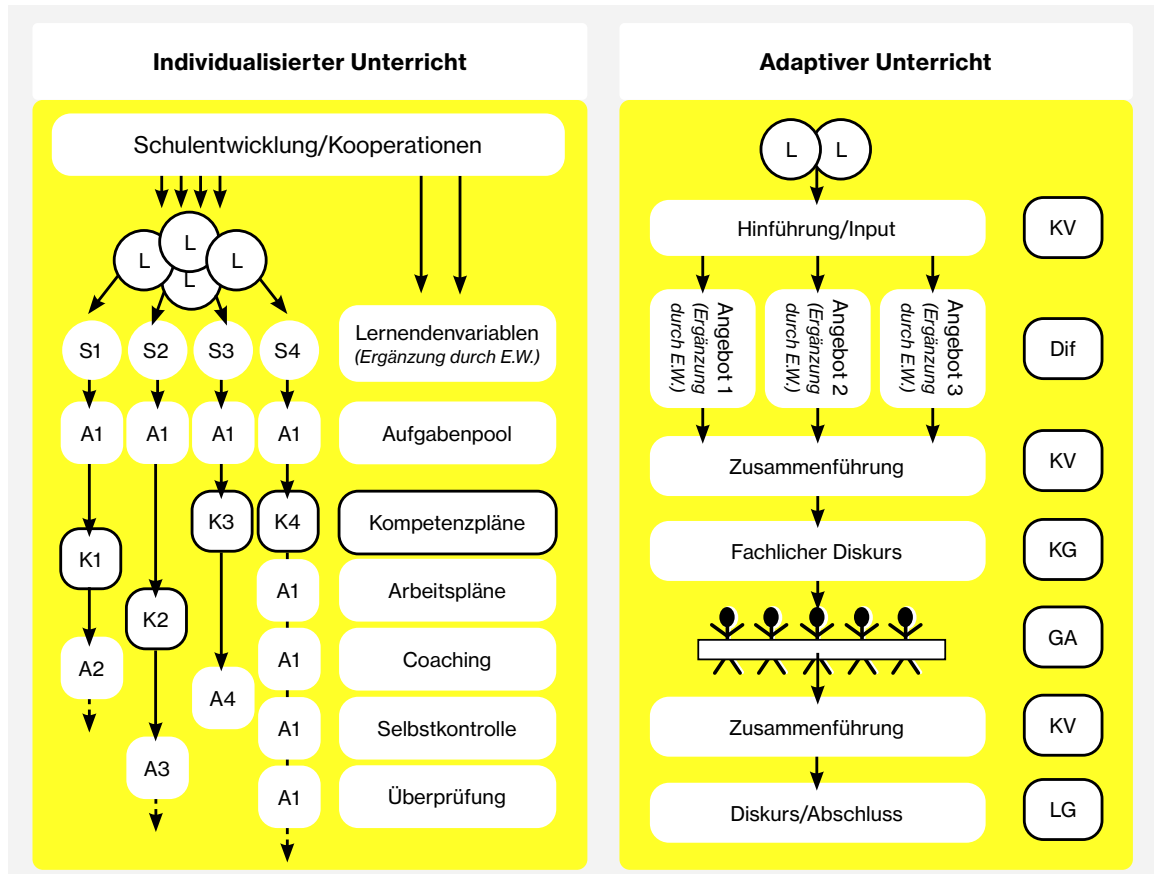 Individualisierter Unterricht
Schulentwicklung/Kooperationen
L
L
L
L
S1
S2
S3
S4
Lernendenvariablen
(Ergänzung durch E.W.)
A1
A1
A1
A1
Aufgabenpool
K3
K4
Kompetenzpläne
K1
A1
Arbeitspläne
K2
A2
A1
Coaching
A4
A1
Selbstkontrolle
A3
A1
Überprüfung
Adaptiver Unterricht
L
L
Hinführung/Input
KV
Angebot 1
(Ergänzung
durch E.W.)
Angebot 2
(Ergänzung
durch E.W.)
Angebot 3
(Ergänzung
durch E.W.)
Dif
Zusammenführung
KV
Fachlicher Diskurs
KG
GA
Zusammenführung
KV
Diskurs/Abschluss
LG